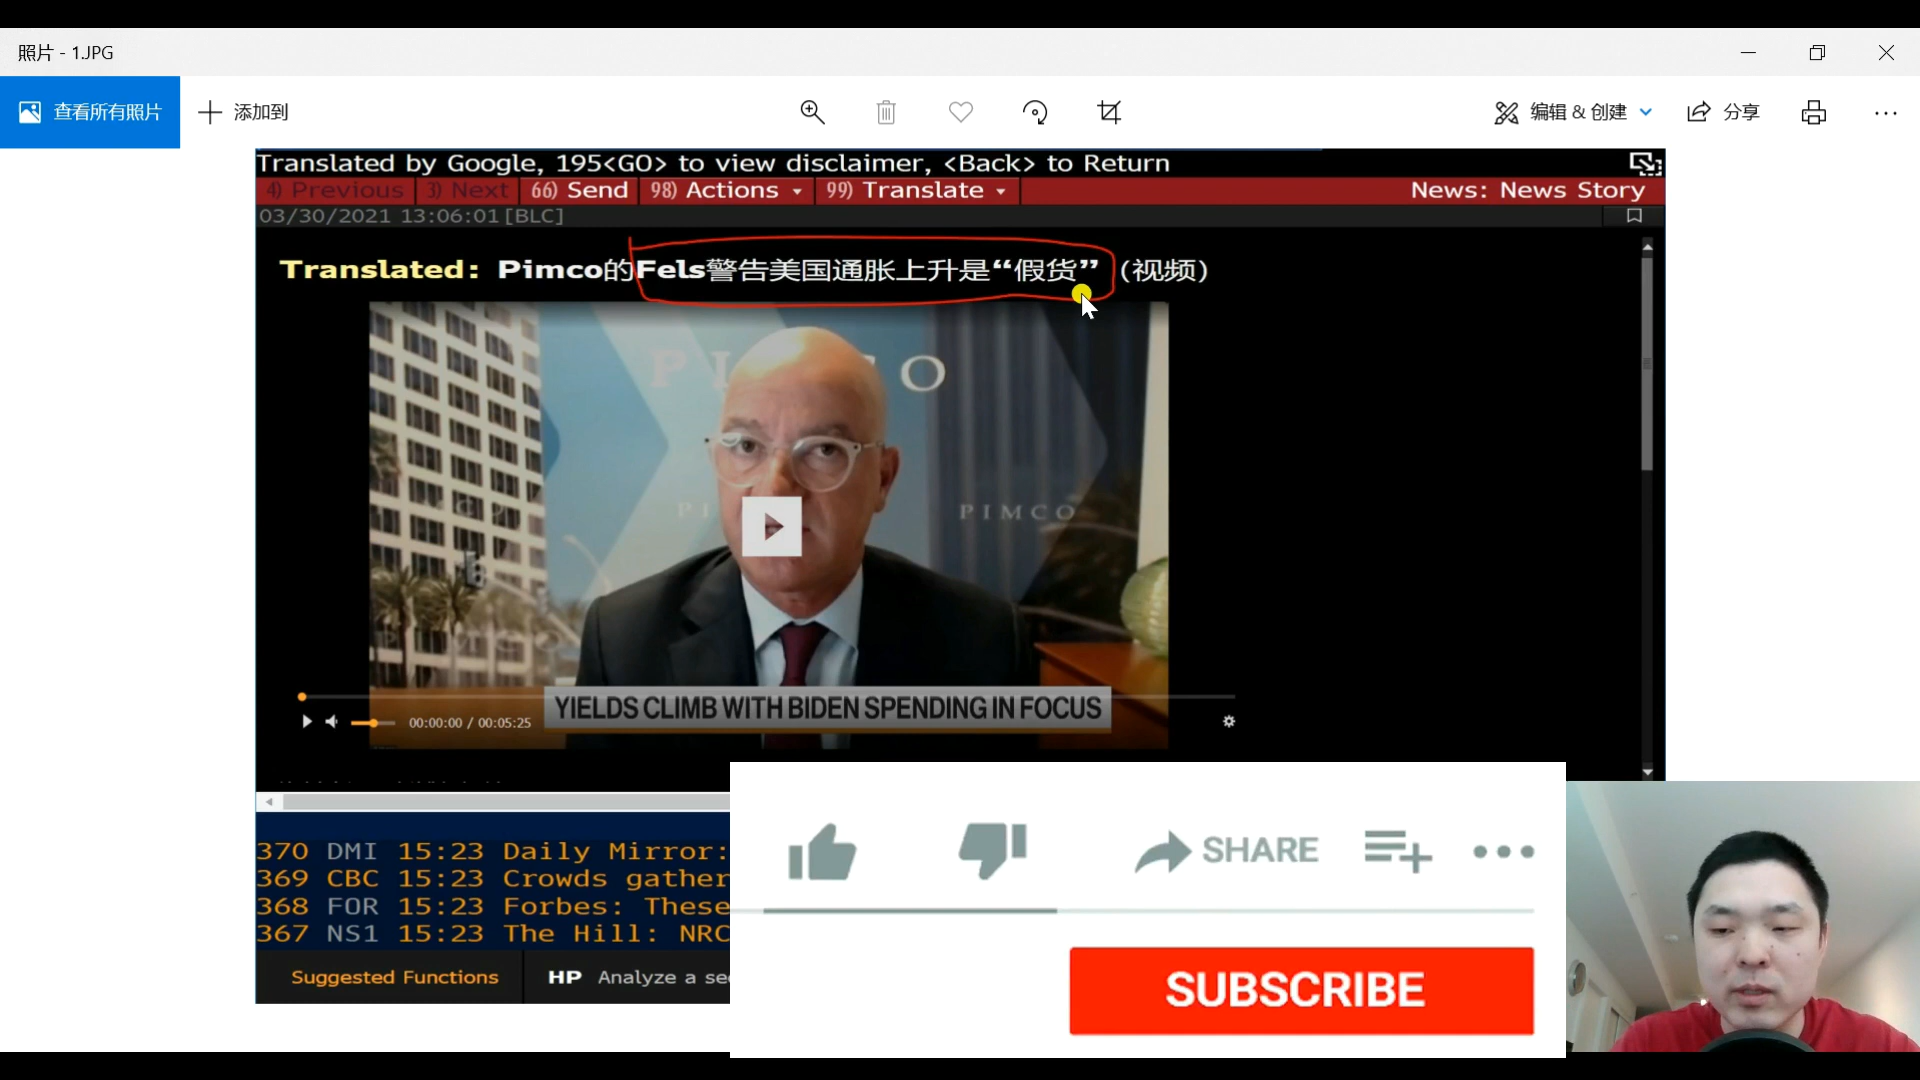 照片 - 1.JPG
查看所有照片
添加到
编辑 & 创建
分享
Translated by Google, 195<GO> to view disclaimer, <Back> to Return
4) Previous 3) Next 66) Send 98) Actions 99) Translate News: News Story
03/30/2021 13:06:01[BLC]
Translated: Pimco的Fels警告美国通胀上升是“假货” (视频)
O
PIMCO
YIELDS CLIMB WITH BIDEN SPENDING IN FOCUS
00:00:00 / 00:05:25
370 DMI 15:23 Daily Mirror:
369 CBC 15:23 Crowds gather
368 FOR 15:23 Forbes: These
367 NS1 15:23 The Hill: NRC
Suggested Functions HP Analyze a
SHARE
SUBSCRIBE